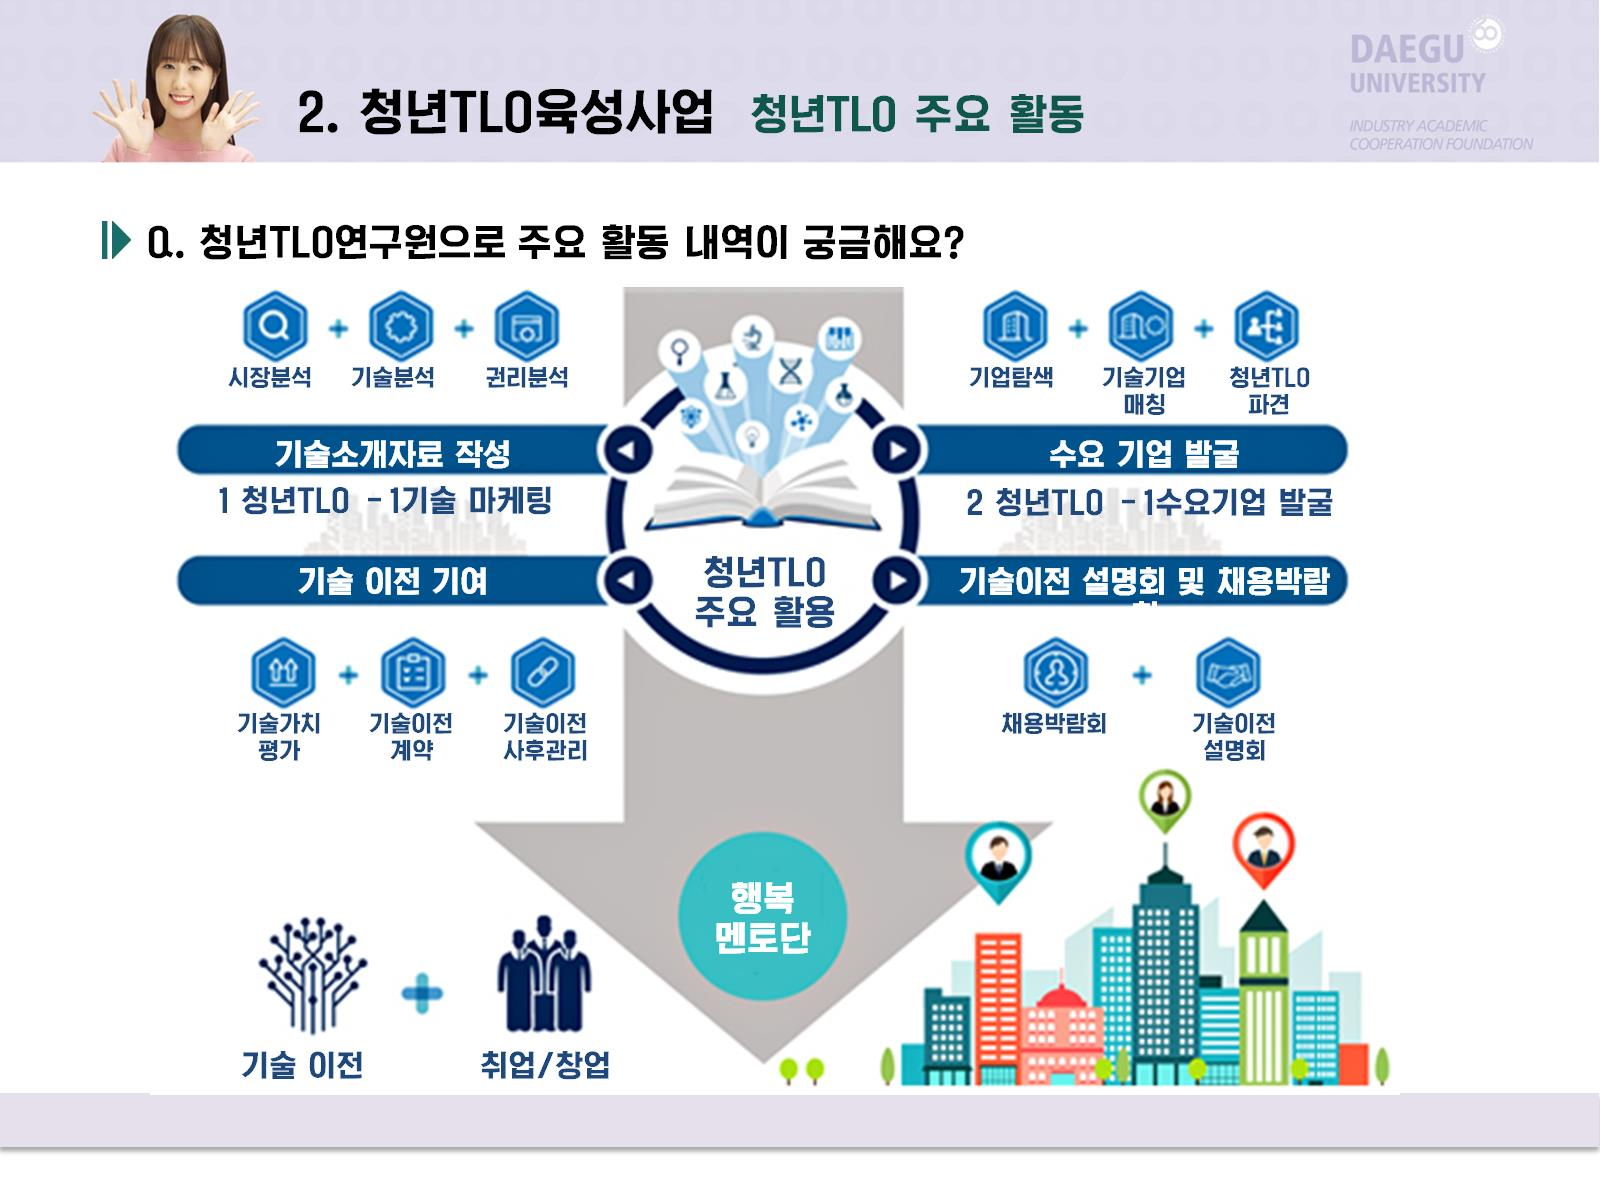 2. 청년TLO육성사업 청년TLO 주요 활동
DAEGU
UNIVERSITY
INDUSTRY ACADEMIC
COOPERATION FOUNDATION
Q. 청년TLO연구원으로 주요 활동 내역이 궁금해요?
시장분석
기술분석
권리분석
기업탐색
기술기업
매칭
청년TLO
파견
기술소개자료 작성
수요 기업 발굴
1 청년TLO - 1기술 마케팅
2 청년TLO - 1수요기업 발굴
기술 이전 기여
청년TLO
주요 활용
기술이전 설명회 및 채용박람
기술가치
평가
기술이전
계약
기술이전
사후관리
채용박람회
기술이전
설명회
행복
멘토단
기술 이전
취업/창업